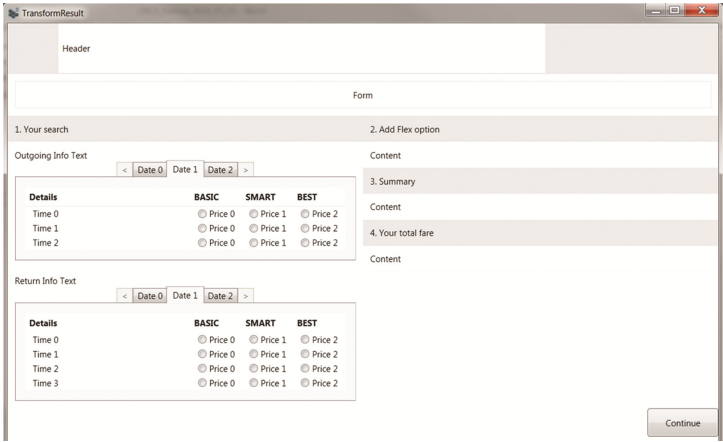 TransformResult
Header
Form
1. Your search
2. Add Flex option
Outgoing Info Text
Content
< Date 0 Date 1 Date 2 >
3. Summary
Details BASIC SMART BEST
Time 0 Price 0 Price 1 Price 2
Content
Time 1 Price 0 Price 1 Price 2
4. Your total fare
Time 2 Price 0 Price 1 Price 2
Content
Return Info Text
< Date 0 Date 1 Date 2 >
Details BASIC SMART BEST
Time 0 Price 0 Price 1 Price 2
Time 1 Price 0 Price 1 Price 2
Time 2 Price 0 Price 1 Price 2
Time 3 Price 0 Price 1 Price 2
Continue